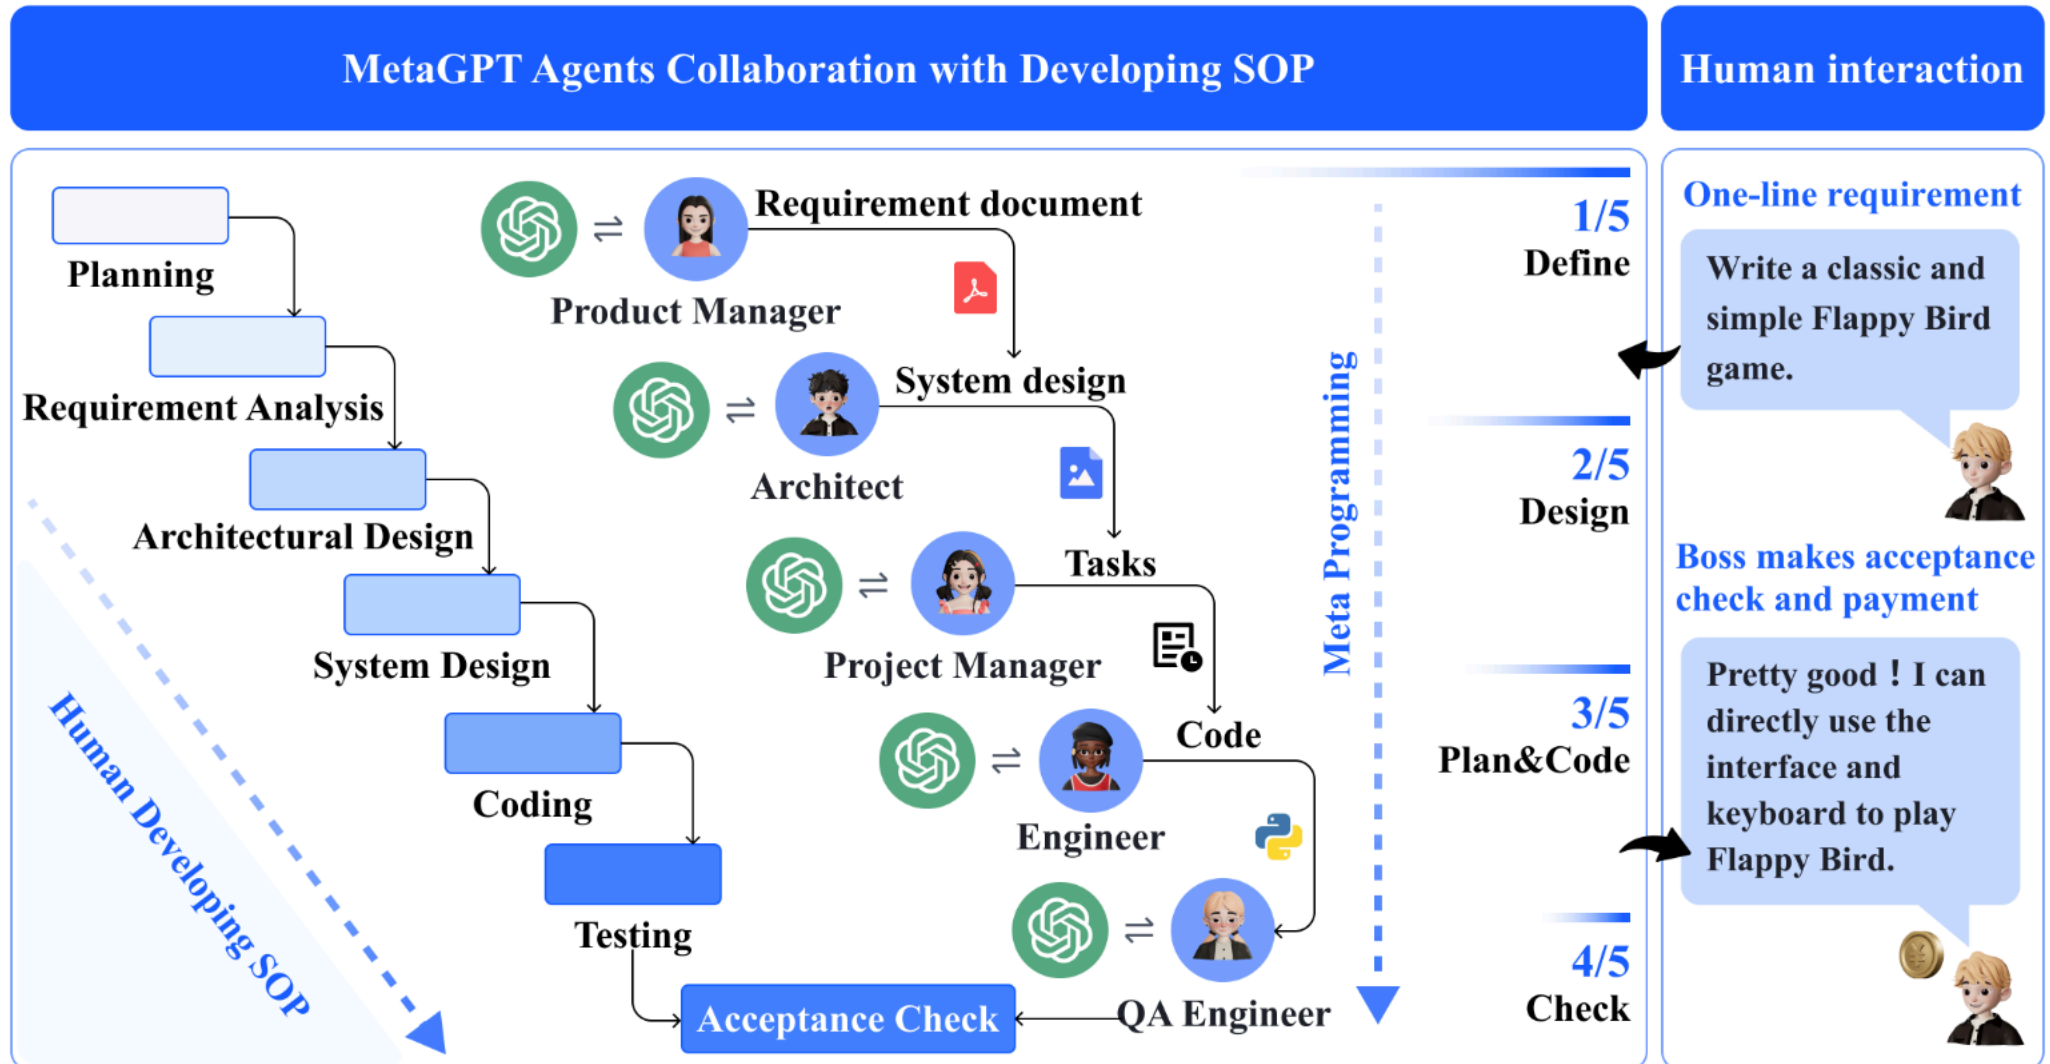 MetaGPT Agents Collaboration with Developing SOP
Human interaction
Planning
Requirement Analysis
Architectural Design
System Design
Coding
Testing
Acceptance Check
Human Developing SOP
Requirement document
Product Manager
System design
Architect
Tasks
Project Manager
Code
Engineer
QA Engineer
Meta Programming
1/5
Define
2/5
Design
3/5
Plan&Code
4/5
Check
One-line requirement
Write a classic and
simple Flappy Bird
game.
Boss makes acceptance
check and payment
Pretty good！I can
directly use the
interface and
keyboard to play
Flappy Bird.
¥